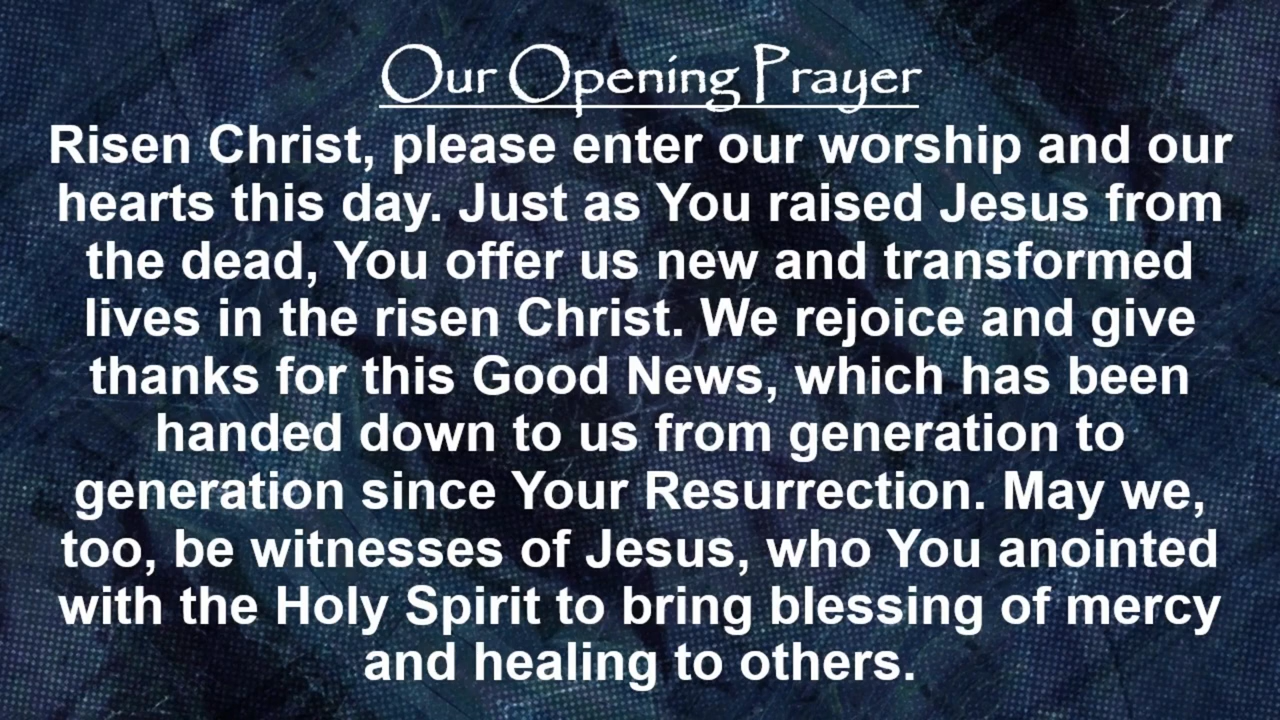 Our Opening Prayer
Risen Christ, please enter our worship and our
hearts this day. Just as You raised Jesus from
the dead, You offer us new and transformed
lives in the risen Christ. We rejoice and give
thanks for this Good News, which has been
handed down to us from generation to
generation since Your Resurrection. May we,
too, be witnesses of Jesus, who You anointed
with the Holy Spirit to bring blessing of mercy
and healing to others.